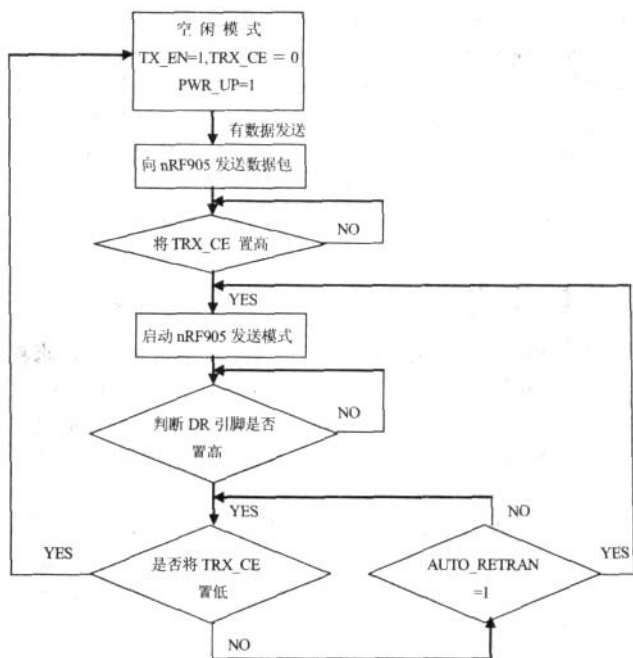 空 闲 模 式
TX_EN=1,TRX_CE = 0
PWR_UP=1
有数据发送
向 nRF905 发送数据包
NO
将 TRX_CE 置高
YES
启动 nRF905 发送模式
NO
判断 DR 引脚是否
置高
YES
NO
YES
是否将 TRX_CE
置低
AUTO_RETRAN
=1
YES
NO